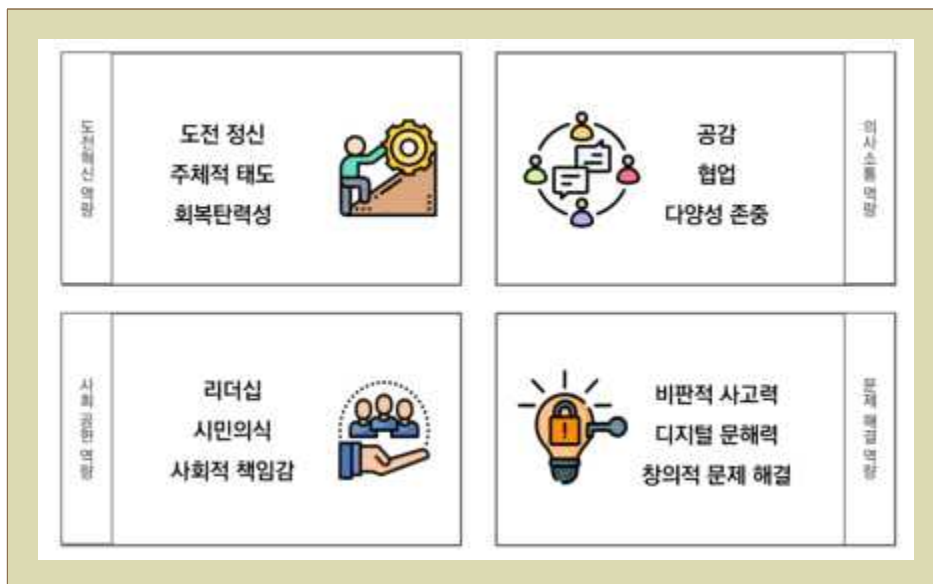 도전혁신 역량
도전 정신
주체적 태도
회복탄력성
공감
협업
다양성 존중
의사소통 역량
사회 공헌 역량
리더십
시민의식
사회적 책임감
비판적 사고력
디지털 문해력
창의적 문제 해결
문제 해결 역량